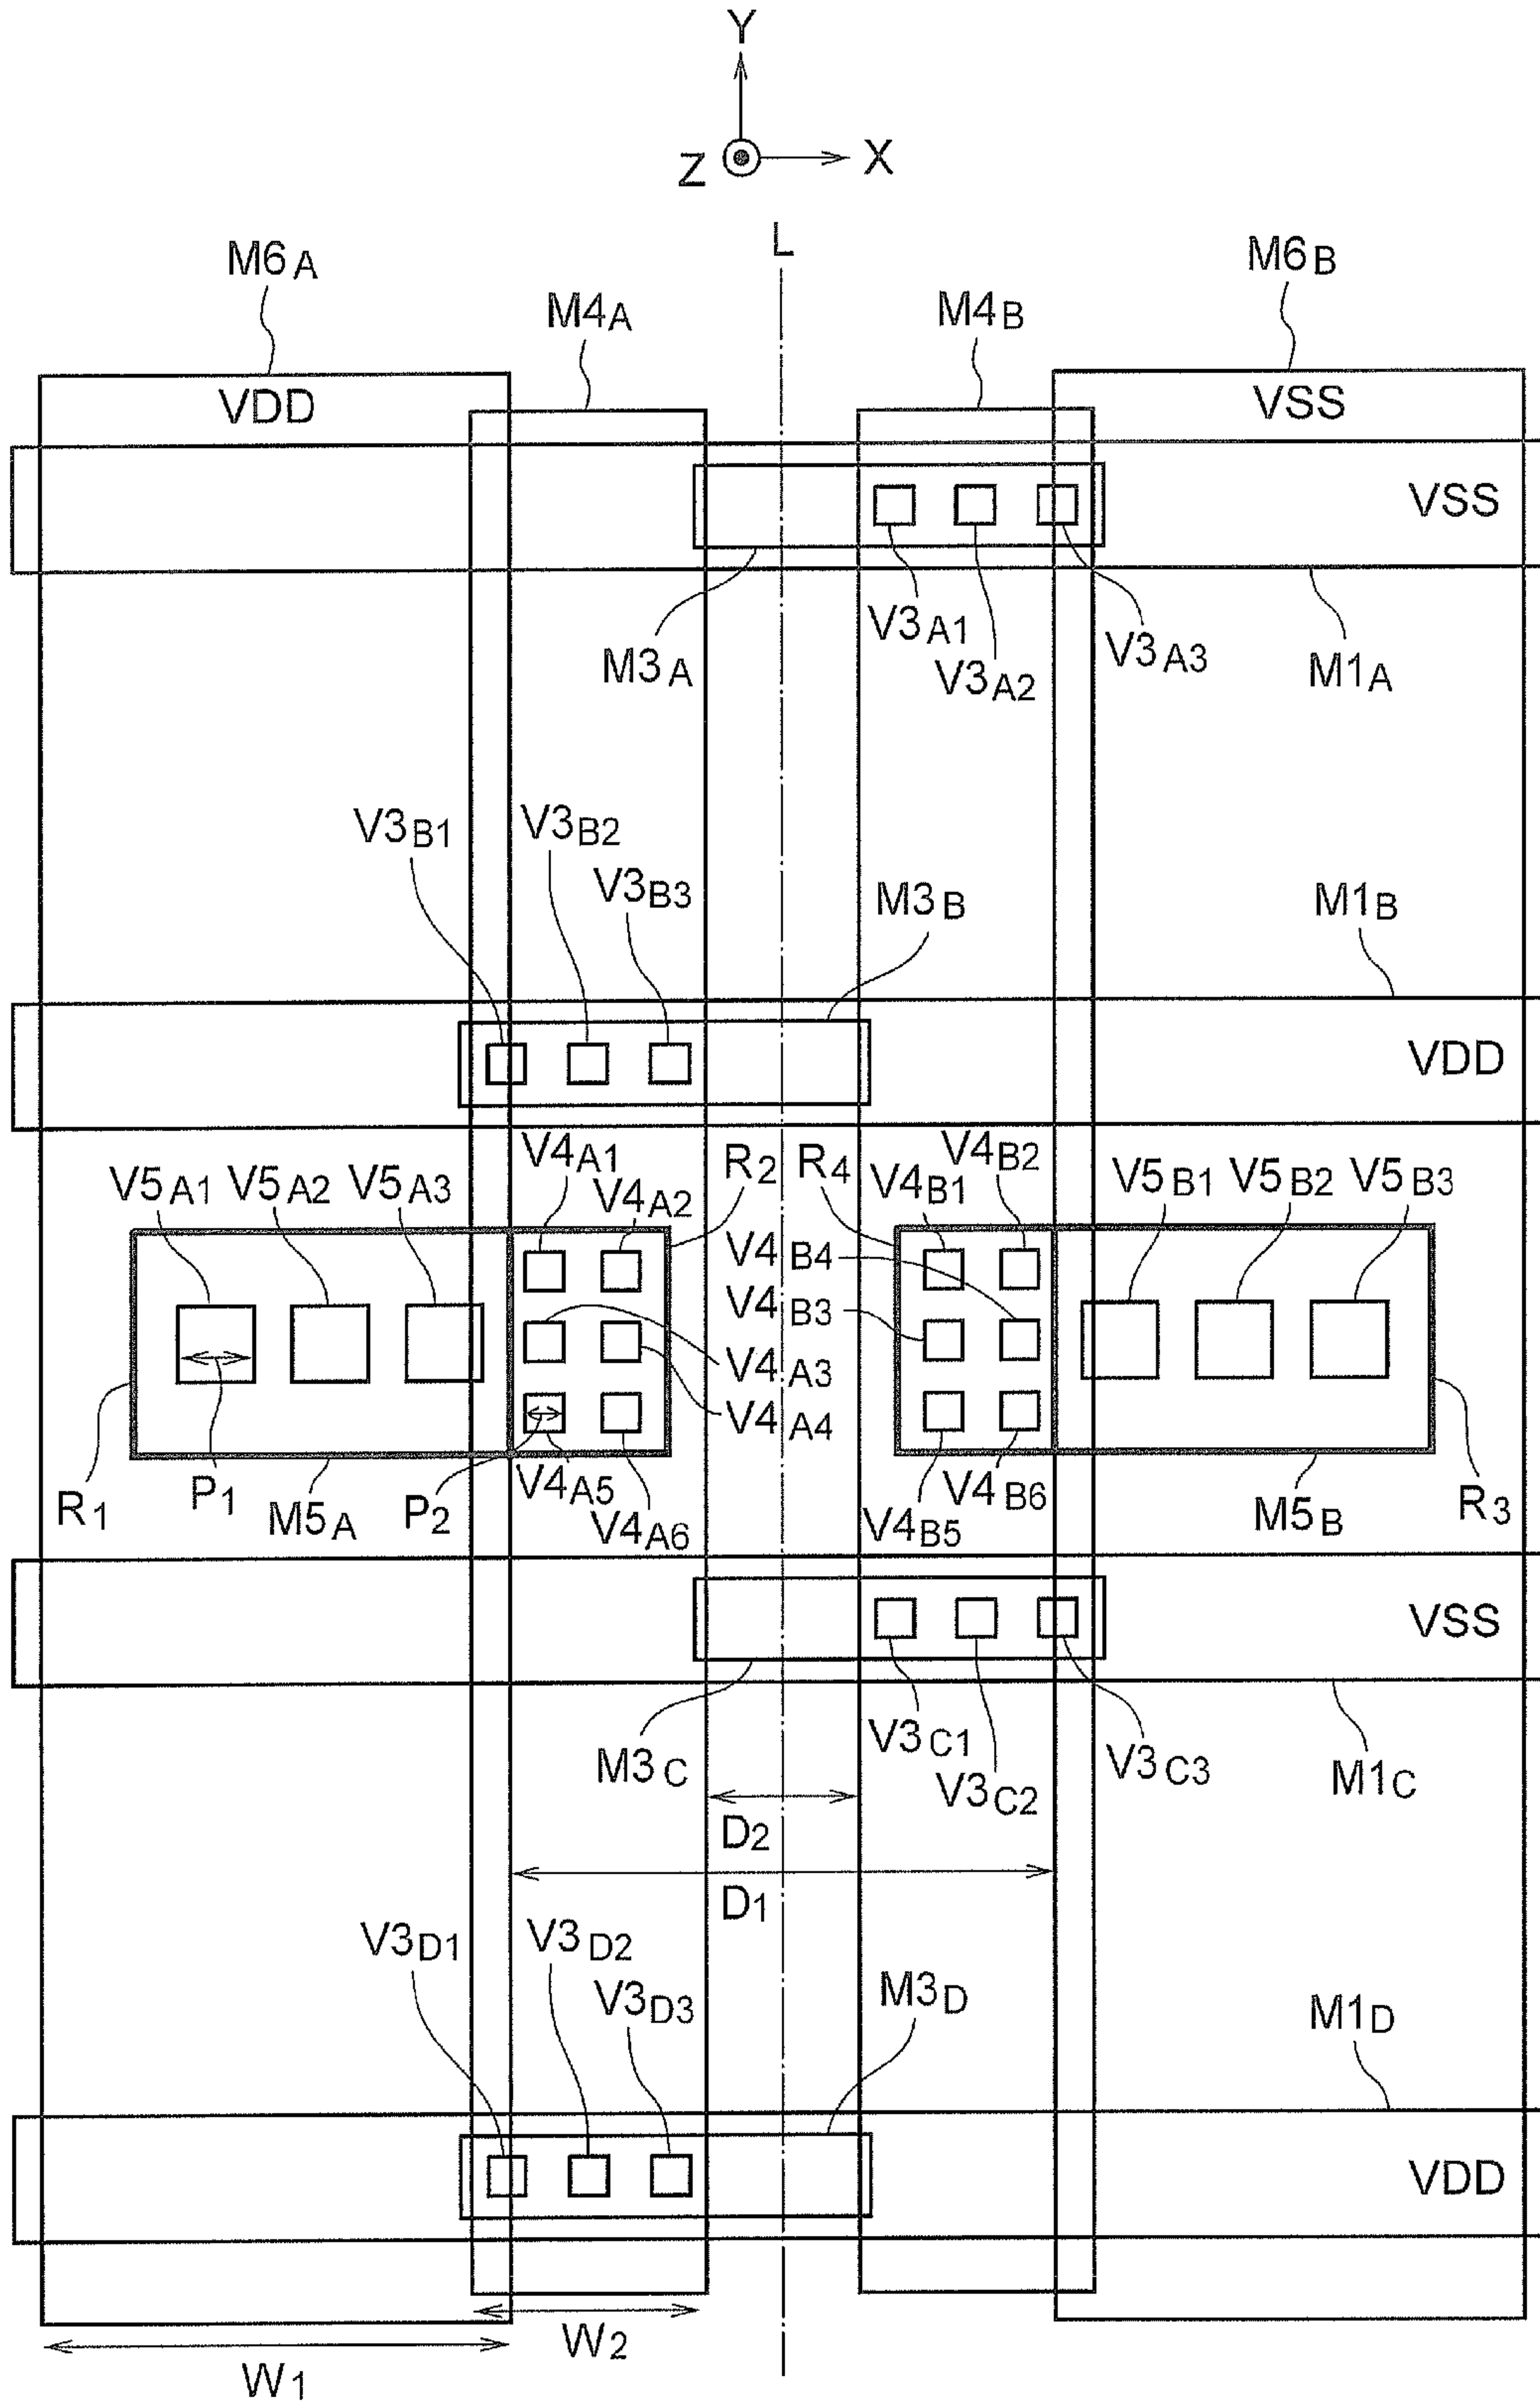 Y
Z X
L
M6A M6B
M4A M4B
VDD VSS
VSS
V3A1 V3A3
M3A V3A2 M1A
V3B1 V3B2
V3B3 M3B M1B
VDD
V4A1 R2 R4 V4B2
V5A1 V5A2 V5A3 V4A2 V4B1 V5B1 V5B2 V5B3
V4B4
V4B3
V4A3
V4A4
R1 P1 M5A P2 V4A5 V4B6 M5B R3
V4A6 V4B5
VSS
M3C V3C1 V3C3 M1C
V3C2
D2
D1
V3D1 V3D2
V3D3 M3D M1D
VDD
W2
W1